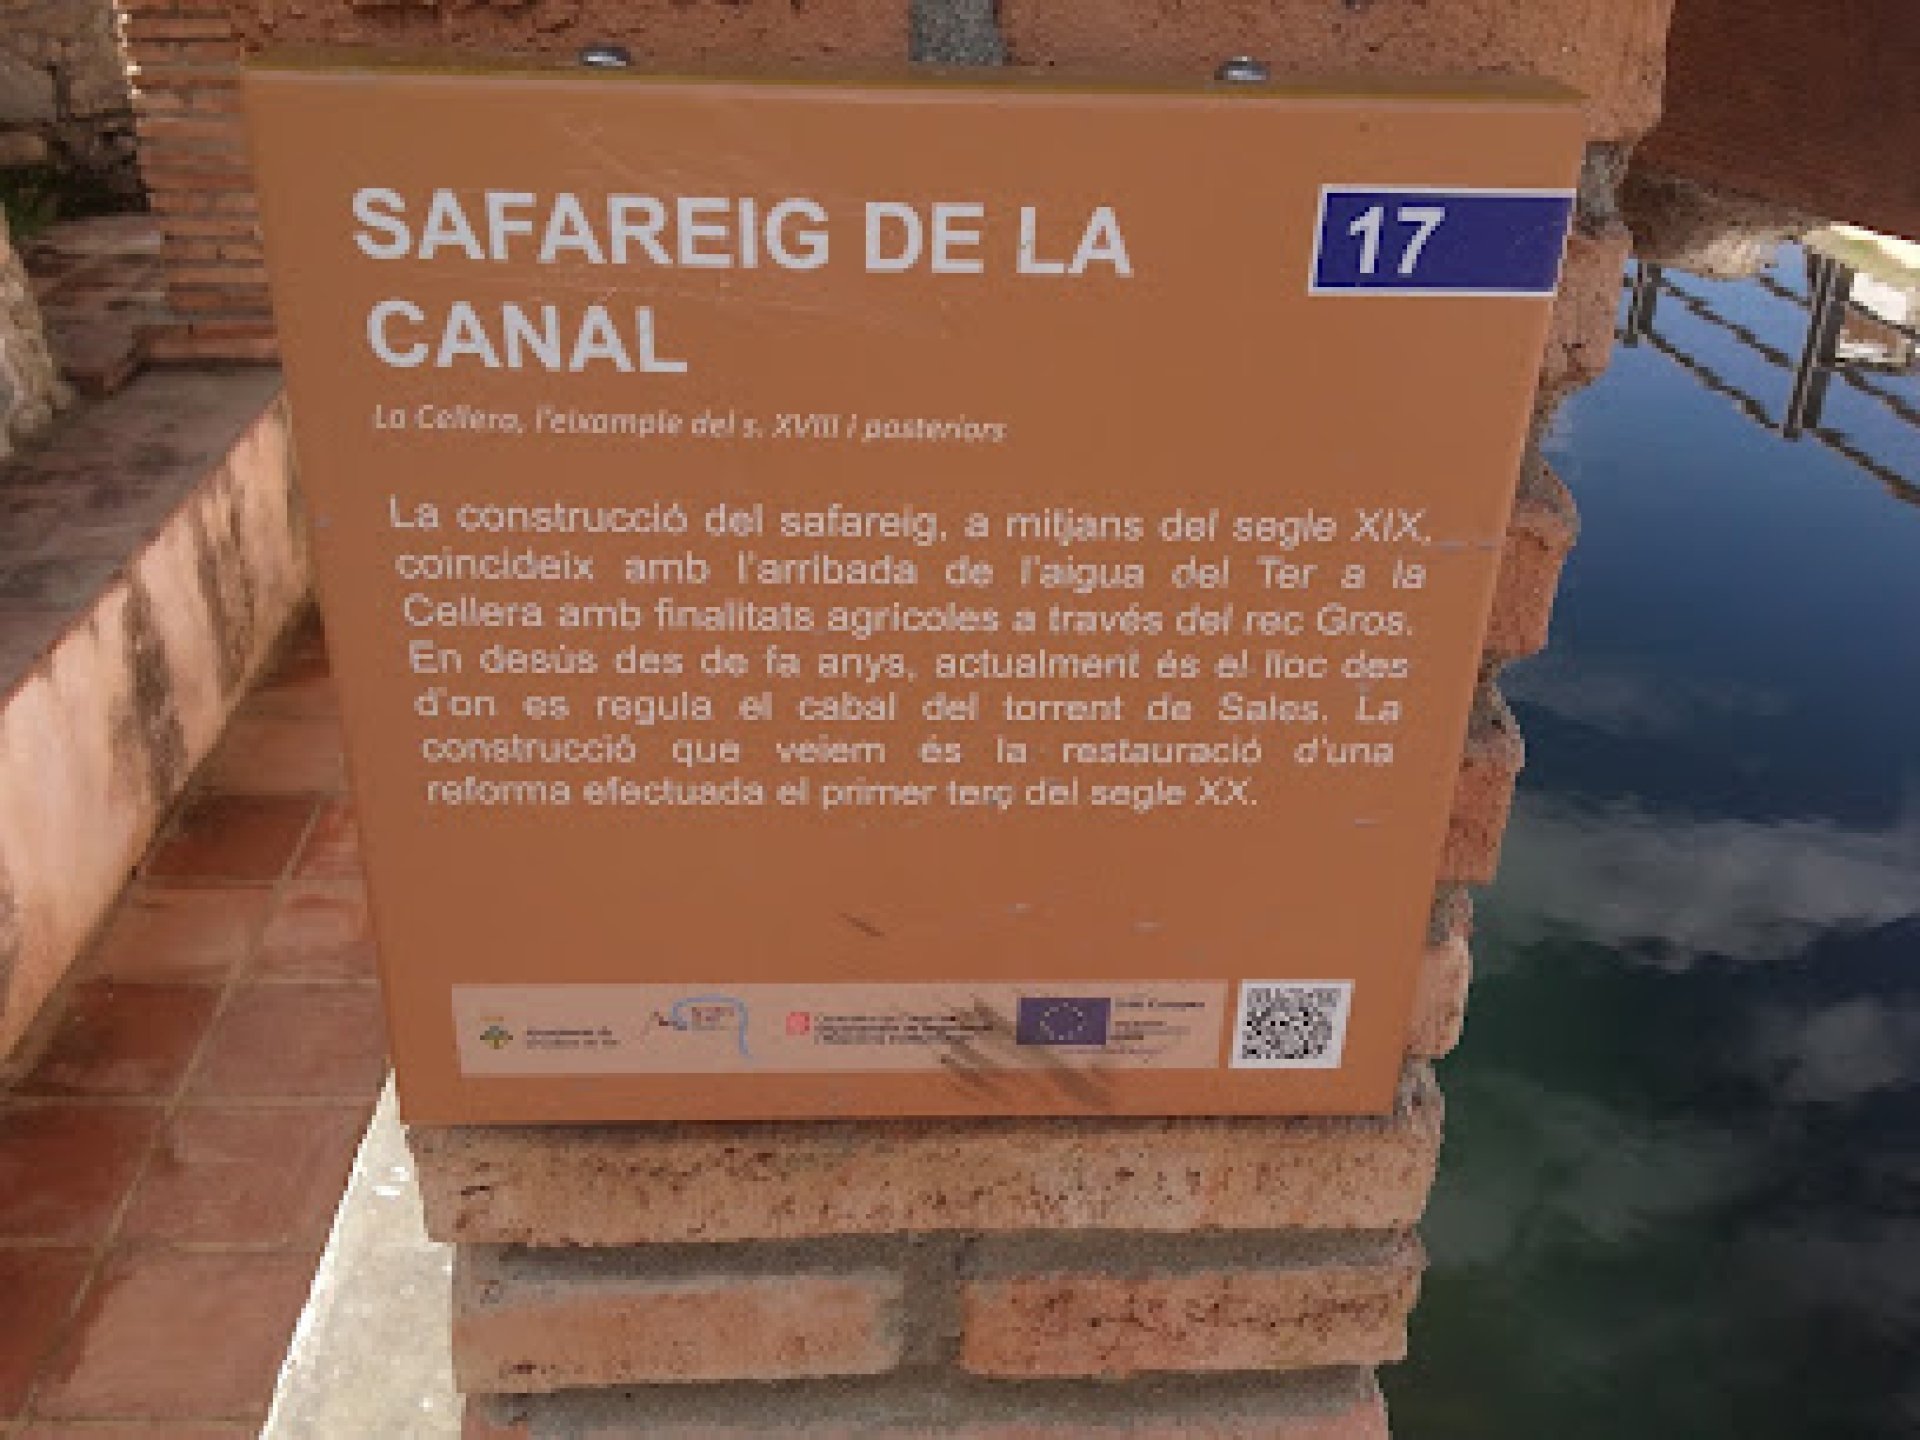 SAFAREIG DE LA
17
CANAL
La Cellera, l'eixample del s. XVIII i posteriors
La construcció del safareig, a mitjans del segle XIX,
coincideix amb l'arribada de l'aigua del Ter a la
Cellera amb finalitats agrícoles a través del rec Gros.
En desús des de fa anys, actualment és el lloc des
d'on es regula el cabal del torrent de Sales. La
construcció que veiem és la restauració d'una
reforma efectuada el primer terç del segle XX.